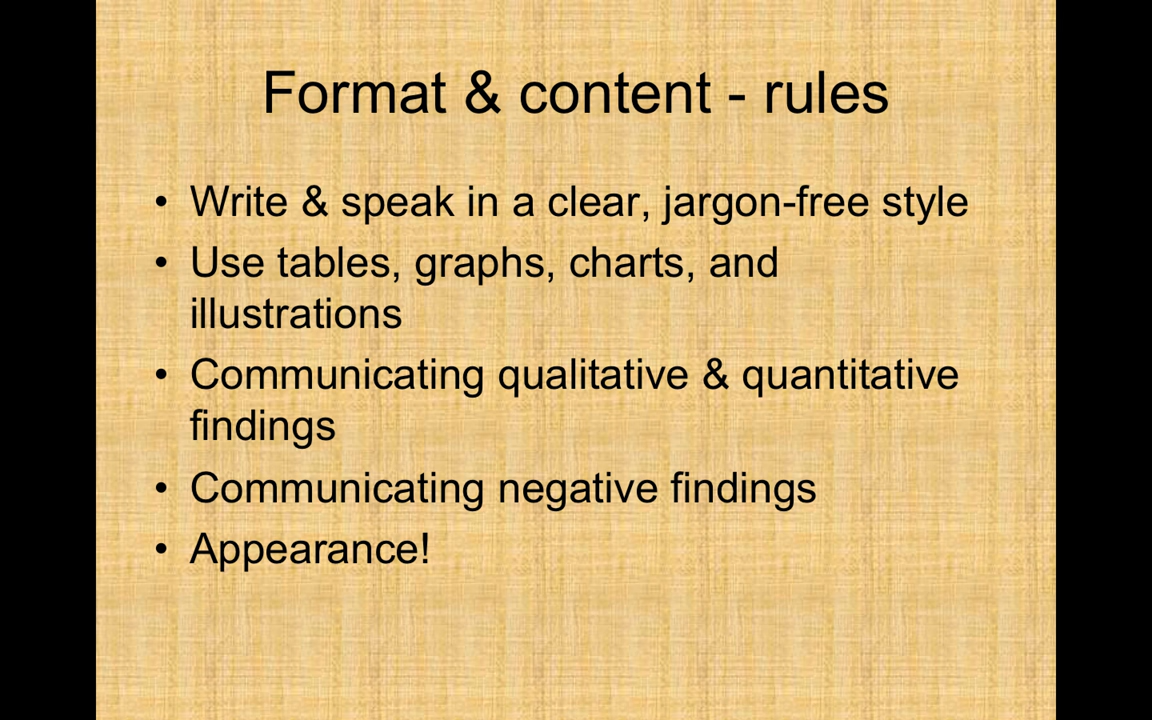 Format & content - rules
• Write & speak in a clear, jargon-free style
• Use tables, graphs, charts, and
illustrations
• Communicating qualitative & quantitative
findings
• Communicating negative findings
• Appearance!